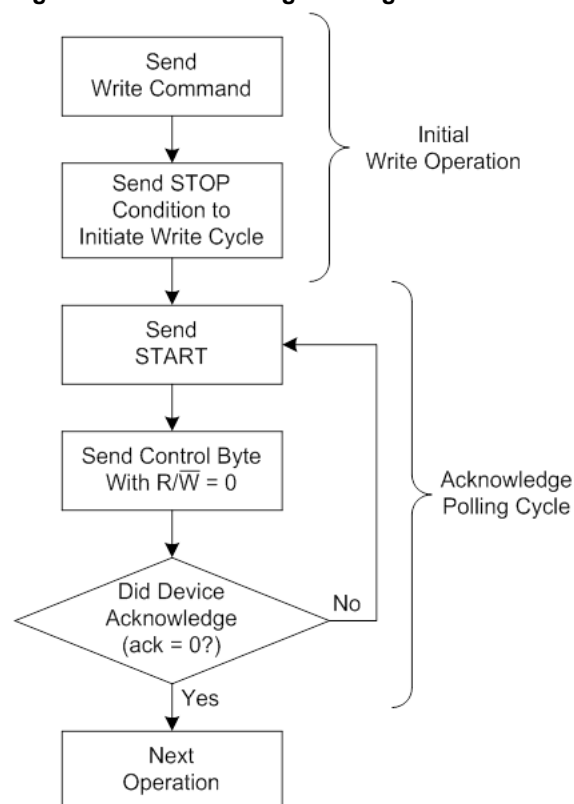 Send
Write Command
Initial
Write Operation
Send STOP
Condition to
Initiate Write Cycle
Send
START
Send Control Byte
With R/W̅ = 0
Acknowledge
Polling Cycle
Did Device
Acknowledge
(ack = 0?)
No
Yes
Next
Operation